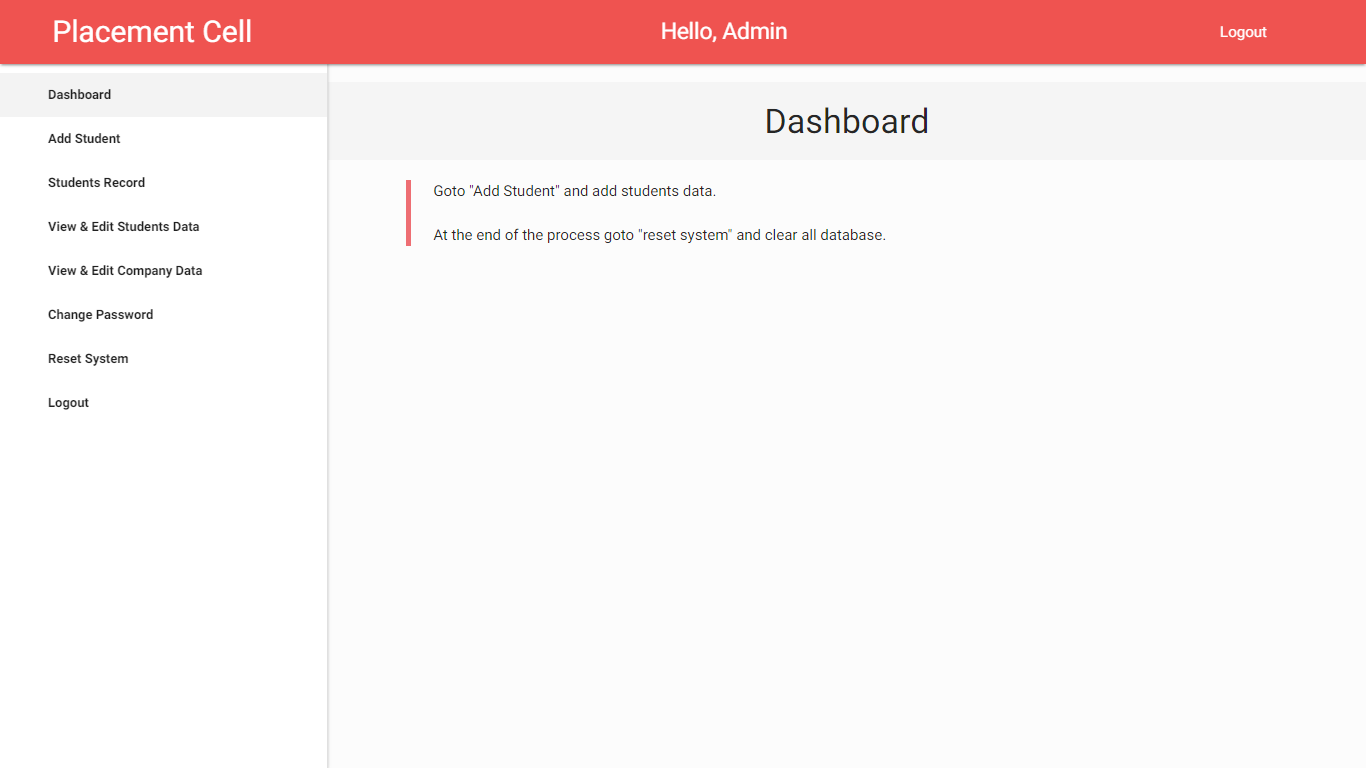 Placement Cell
Hello, Admin
Logout
Dashboard
Add Student
Students Record
View & Edit Students Data
View & Edit Company Data
Change Password
Reset System
Logout
Dashboard
Goto "Add Student" and add students data.
At the end of the process goto "reset system" and clear all database.